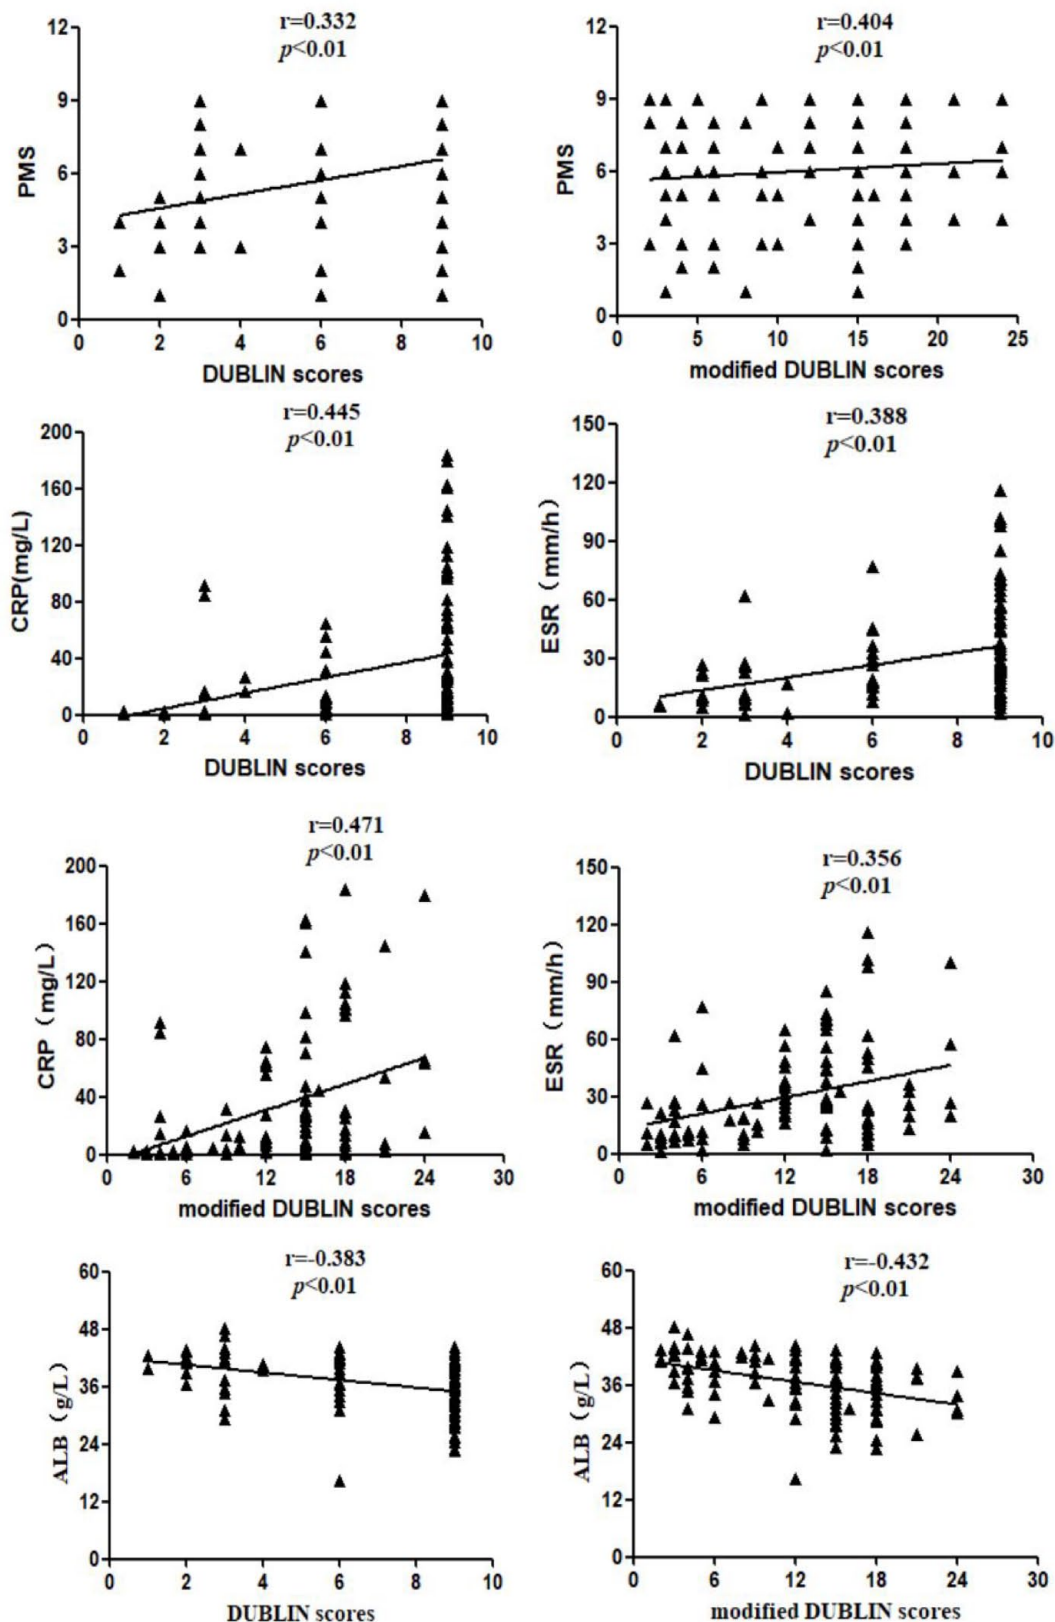 r=0.332
p<0.01
12
9
6
3
0
PMS
0 2 4 6 8 10
DUBLIN scores
r=0.404
p<0.01
12
9
6
3
0
PMS
0 5 10 15 20 25
modified DUBLIN scores
r=0.445
p<0.01
200
160
120
80
40
0
CRP(mg/L)
0 2 4 6 8 10
DUBLIN scores
r=0.388
p<0.01
150
120
90
60
30
0
ESR（mm/h）
0 2 4 6 8 10
DUBLIN scores
r=0.471
p<0.01
200
160
120
80
40
0
CRP（mg/L）
0 6 12 18 24 30
modified DUBLIN scores
r=0.356
p<0.01
150
120
90
60
30
0
ESR（mm/h）
0 6 12 18 24 30
modified DUBLIN scores
r=-0.383
p<0.01
60
48
36
24
12
0
ALB（g/L）
0 2 4 6 8 10
DUBLIN scores
r=-0.432
p<0.01
60
48
36
24
12
0
ALB（g/L）
0 6 12 18 24 30
modified DUBLIN scores